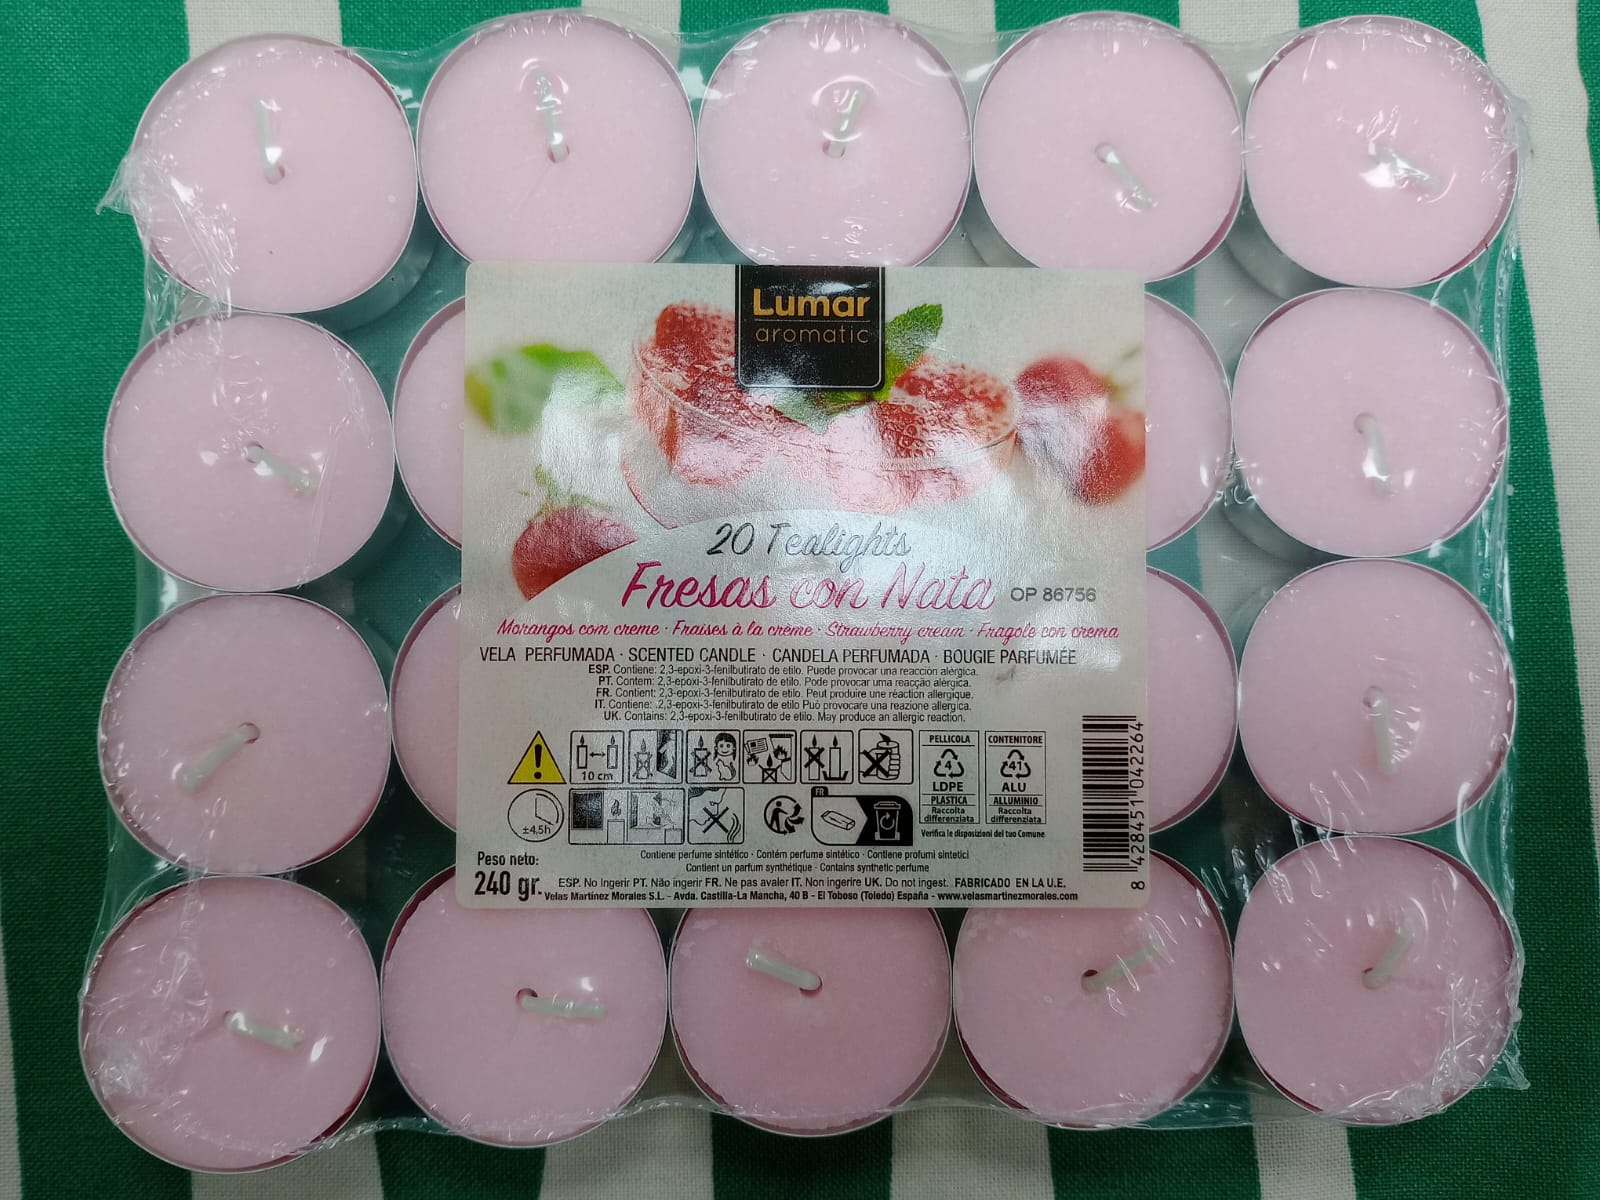 Lumar
aromatic
20 Tealights
Fresas con Nata OP 86756
Morangos com creme · Fraises à la crème · Strawberry cream · Fragole con crema
VELA PERFUMADA · SCENTED CANDLE · CANDELA PERFUMADA · BOUGIE PARFUMÉE
ESP. Contiene: 2,3-epoxi-3-fenilbutirato de etilo. Puede provocar una reacción alérgica.
PT. Contem: 2,3-epoxi-3-fenilbutirato de etilo. Pode provocar uma reacção alérgica.
FR. Contient: 2,3-epoxi-3-fenilbutirato de etilo. Peut produire une réaction allergique.
IT. Contiene: .2,3-epoxi-3-fenilbutirato de etilo Può provocare una reazione allergica.
UK. Contains: 2,3-epoxi-3-fenilbutirato de etilo. May produce an allergic reaction.
10 cm
±4,5h
FR
PELLICOLA
4
LDPE
PLASTICA
Raccolta
differenziata
CONTENITORE
41
ALU
ALLUMINIO
Raccolta
differenziata
Verifica le disposizioni del tuo Comune
8 428451 042264
Contiene perfume sintético · Contém perfume sintético · Contiene profumi sintetici
Contient un parfum synthétique · Contains synthetic perfume
Peso neto:
240 gr.
ESP. No Ingerir PT. Não ingerir FR. Ne pas avaler IT. Non ingerire UK. Do not ingest. FABRICADO EN LA U.E.
Velas Martínez Morales S.L. - Avda. Castilla-La Mancha, 40 B - El Toboso (Toledo) España - www.velasmartinezmorales.com